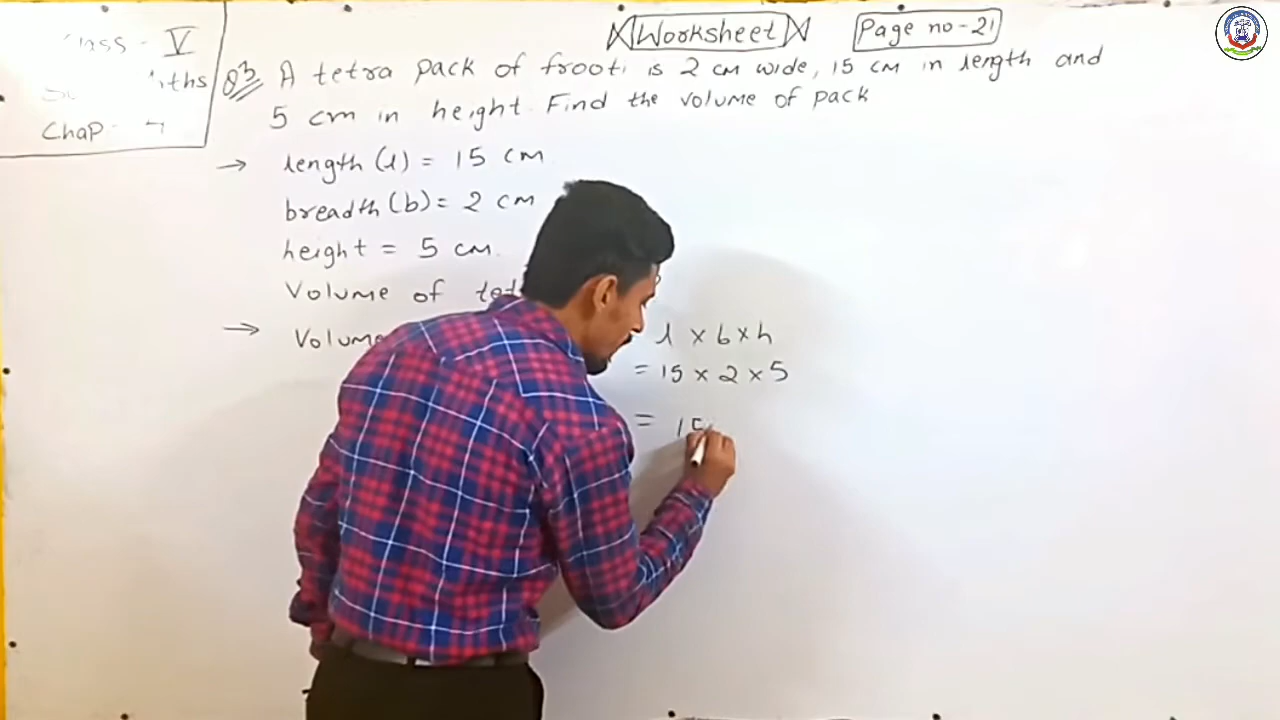 Worksheet
Page no-21
V
Chap-
Q3 A tetra pack of frooti is 2 cm wide, 15 cm in length and
5 cm in height. Find the volume of pack
→ length (l) = 15 cm
breadth (b) = 2 cm
height = 5 cm.
Volume of
→ Volume l × b × h
= 15 × 2 × 5
= 15